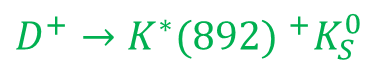 D⁺ → K*(892) ⁺K⁰_S